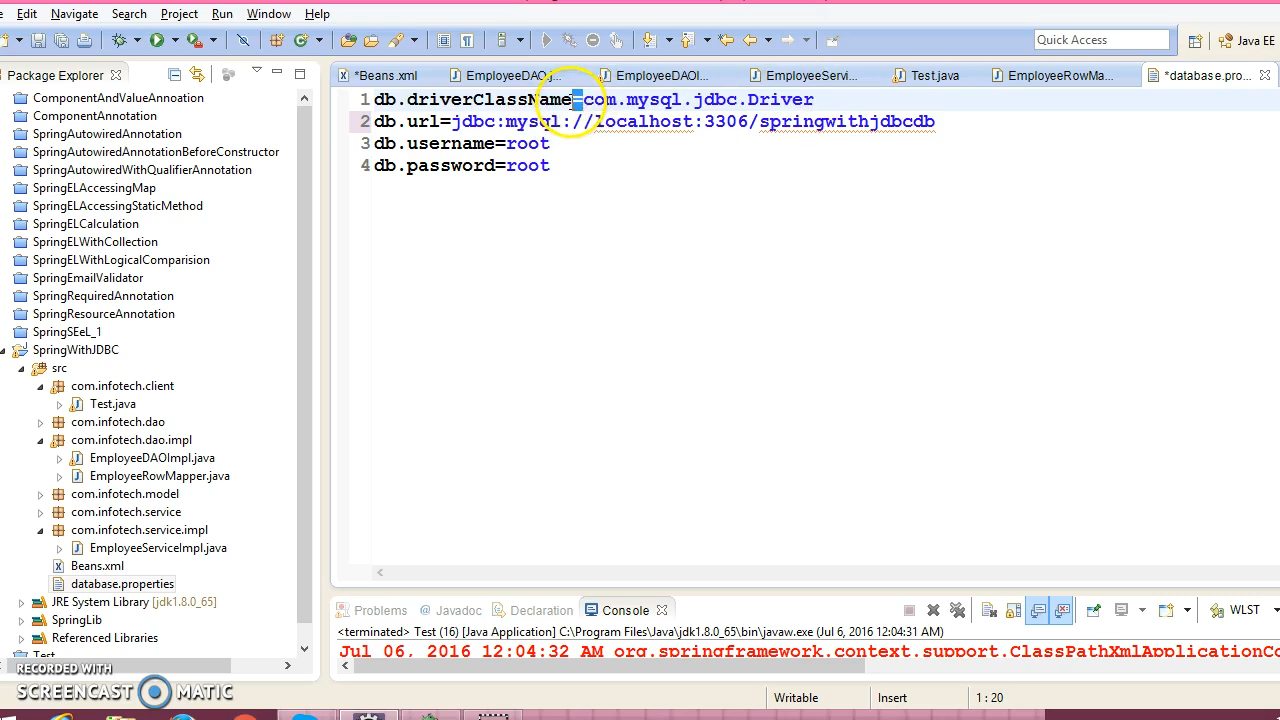 Edit Navigate Search Project Run Window Help
Quick Access
Java EE
Package Explorer
*Beans.xml
EmployeeDAO.j...
EmployeeDAOI...
EmployeeServi...
Test.java
EmployeeRowMa...
*database.pro...
ComponentAndValueAnnoation
ComponentAnnotation
SpringAutowiredAnnotation
SpringAutowiredAnnotationBeforeConstructor
SpringAutowiredWithQualifierAnnotation
SpringELAccessingMap
SpringELAccessingStaticMethod
SpringELCalculation
SpringELWithCollection
SpringELWithLogicalComparision
SpringEmailValidator
SpringRequiredAnnotation
SpringResourceAnnotation
SpringSEeL_1
SpringWithJDBC
src
com.infotech.client
Test.java
com.infotech.dao
com.infotech.dao.impl
EmployeeDAOImpl.java
EmployeeRowMapper.java
com.infotech.model
com.infotech.service
com.infotech.service.impl
EmployeeServiceImpl.java
Beans.xml
database.properties
JRE System Library [jdk1.8.0_65]
SpringLib
Referenced Libraries
Test
1 db.driverClassName=com.mysql.jdbc.Driver
2 db.url=jdbc:mysql://localhost:3306/springwithjdbcdb
3 db.username=root
4 db.password=root
Problems @ Javadoc Declaration Console
WLST
<terminated> Test (16) [Java Application] C:\Program Files\Java\jdk1.8.0_65\bin\javaw.exe (Jul 6, 2016 12:04:31 AM)
Jul 06, 2016 12:04:32 AM org.springframework.context.support.ClassPathXmlApplicationCo
RECORDED WITH
SCREENCAST MATIC
Writable Insert 1 : 20